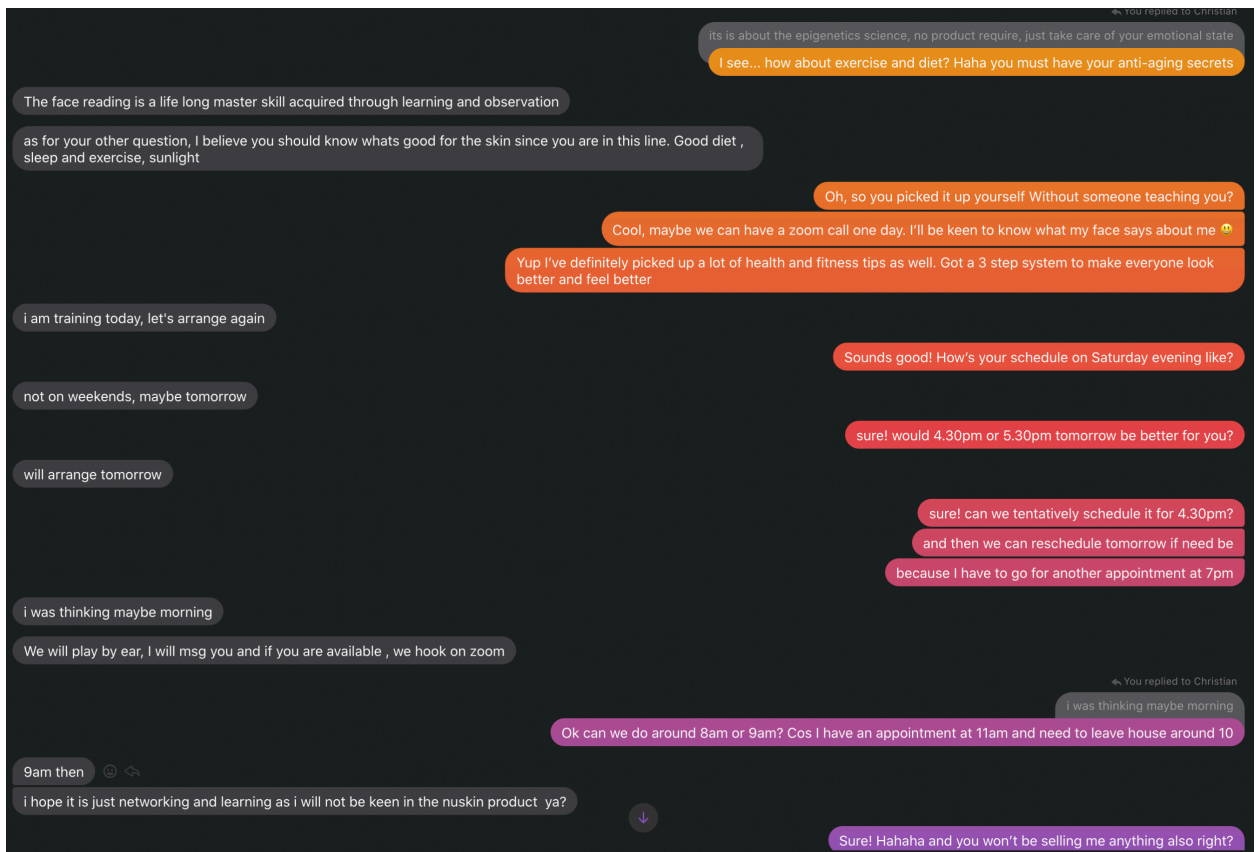 You replied to Christian
its is about the epigenetics science, no product require, just take care of your emotional state
I see... how about exercise and diet? Haha you must have your anti-aging secrets
The face reading is a life long master skill acquired through learning and observation
as for your other question, I believe you should know whats good for the skin since you are in this line. Good diet ,
sleep and exercise, sunlight
Oh, so you picked it up yourself Without someone teaching you?
Cool, maybe we can have a zoom call one day. I’ll be keen to know what my face says about me 😃
Yup I’ve definitely picked up a lot of health and fitness tips as well. Got a 3 step system to make everyone look
better and feel better
i am training today, let's arrange again
Sounds good! How’s your schedule on Saturday evening like?
not on weekends, maybe tomorrow
sure! would 4.30pm or 5.30pm tomorrow be better for you?
will arrange tomorrow
sure! can we tentatively schedule it for 4.30pm?
and then we can reschedule tomorrow if need be
because I have to go for another appointment at 7pm
i was thinking maybe morning
We will play by ear, I will msg you and if you are available , we hook on zoom
You replied to Christian
i was thinking maybe morning
Ok can we do around 8am or 9am? Cos I have an appointment at 11am and need to leave house around 10
9am then
i hope it is just networking and learning as i will not be keen in the nuskin product ya?
Sure! Hahaha and you won’t be selling me anything also right?